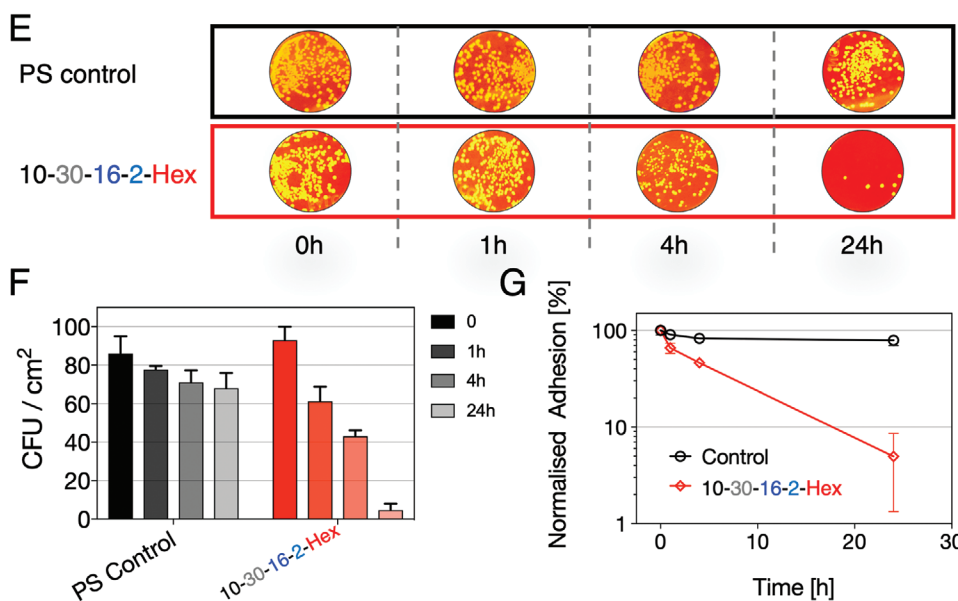 E
PS control
10-30-16-2-Hex
0h 1h 4h 24h
F
CFU / cm²
100
80
60
40
20
0
0
1h
4h
24h
PS Control
10-30-16-2-Hex
G
Normalised Adhesion [%]
100
10
1
Control
10-30-16-2-Hex
0 10 20 30
Time [h]